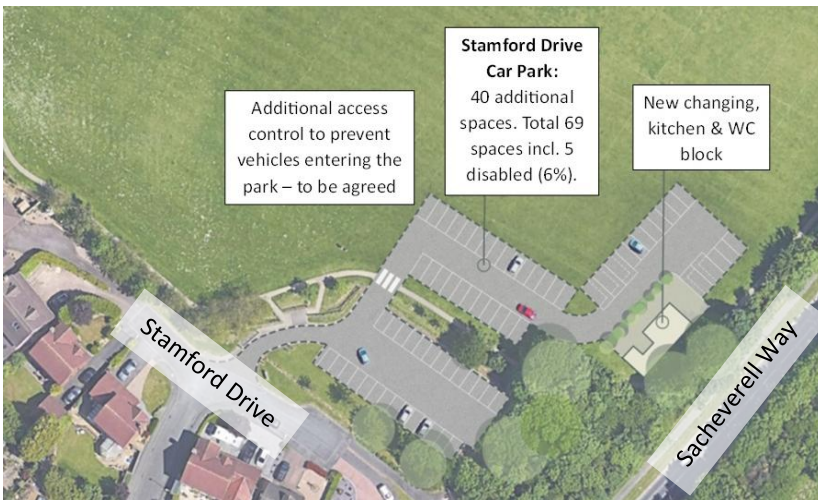 Additional access
control to prevent
vehicles entering the
park – to be agreed
Stamford Drive
Car Park:
40 additional
spaces. Total 69
spaces incl. 5
disabled (6%).
New changing,
kitchen & WC
block
Stamford Drive
Sacheverell Way